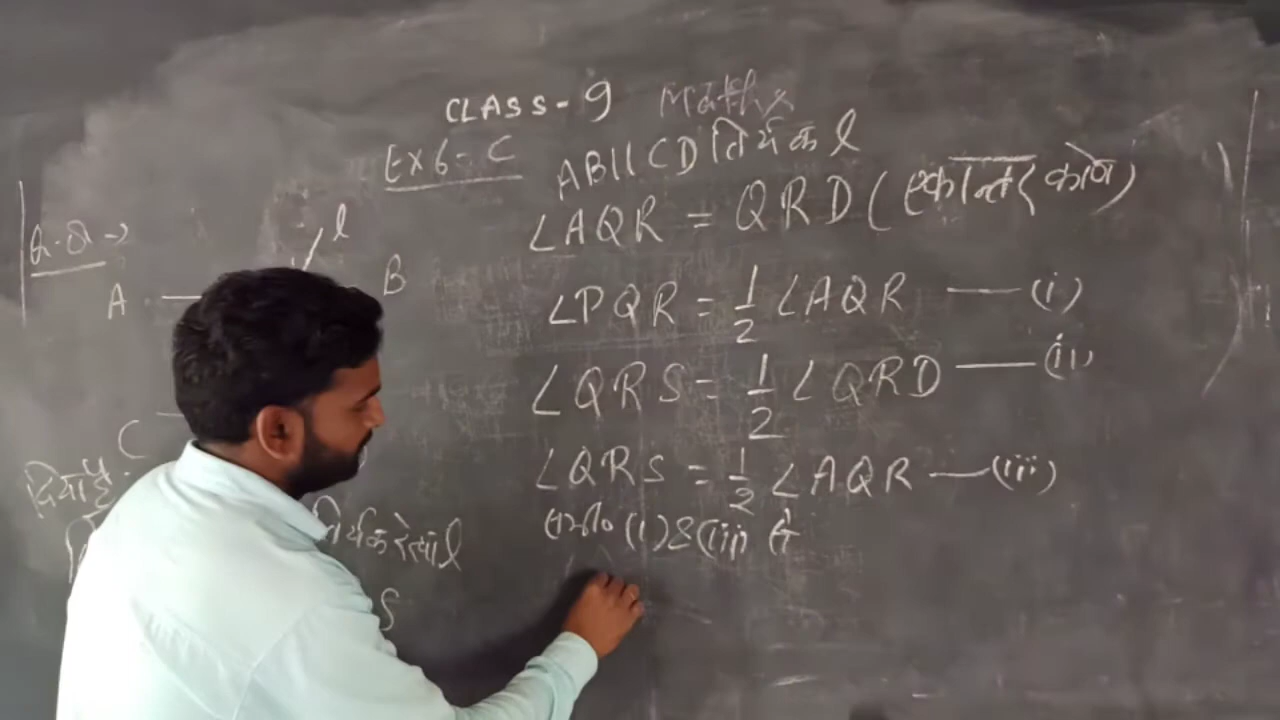 CLASS-9 Maths
Ex 6-C
AB||CD तिर्यक l
∠AQR = QRD (एकान्तर कोण)
∠PQR = 1/2 ∠AQR — (i)
∠QRS = 1/2 ∠QRD — (ii)
∠QRS = 1/2 ∠AQR — (iii)
समी० (i) & (iii) से
l
A B
C
दिया है
तिर्यक रेखा l
S